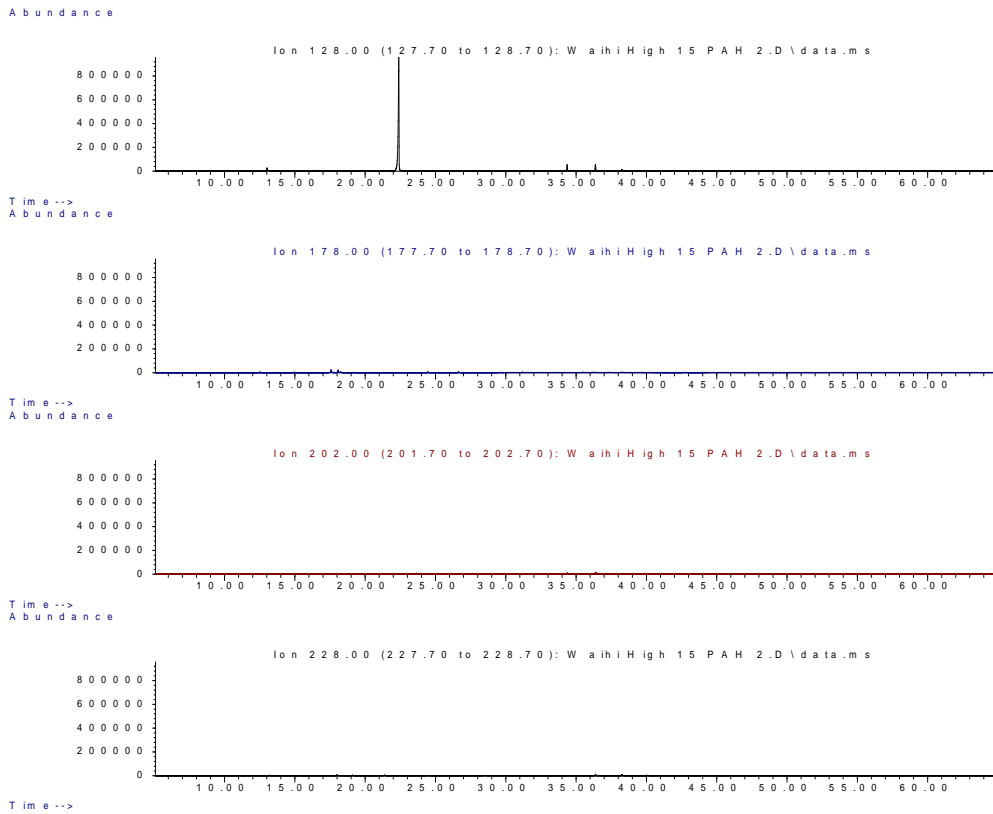 Abundance
Ion 128.00 (127.70 to 128.70): WaihiHigh 15 PAH 2.D\data.ms
800000
600000
400000
200000
0
10.00 15.00 20.00 25.00 30.00 35.00 40.00 45.00 50.00 55.00 60.00
Time-->
Abundance
Ion 178.00 (177.70 to 178.70): WaihiHigh 15 PAH 2.D\data.ms
800000
600000
400000
200000
0
10.00 15.00 20.00 25.00 30.00 35.00 40.00 45.00 50.00 55.00 60.00
Time-->
Abundance
Ion 202.00 (201.70 to 202.70): WaihiHigh 15 PAH 2.D\data.ms
800000
600000
400000
200000
0
10.00 15.00 20.00 25.00 30.00 35.00 40.00 45.00 50.00 55.00 60.00
Time-->
Abundance
Ion 228.00 (227.70 to 228.70): WaihiHigh 15 PAH 2.D\data.ms
800000
600000
400000
200000
0
10.00 15.00 20.00 25.00 30.00 35.00 40.00 45.00 50.00 55.00 60.00
Time-->